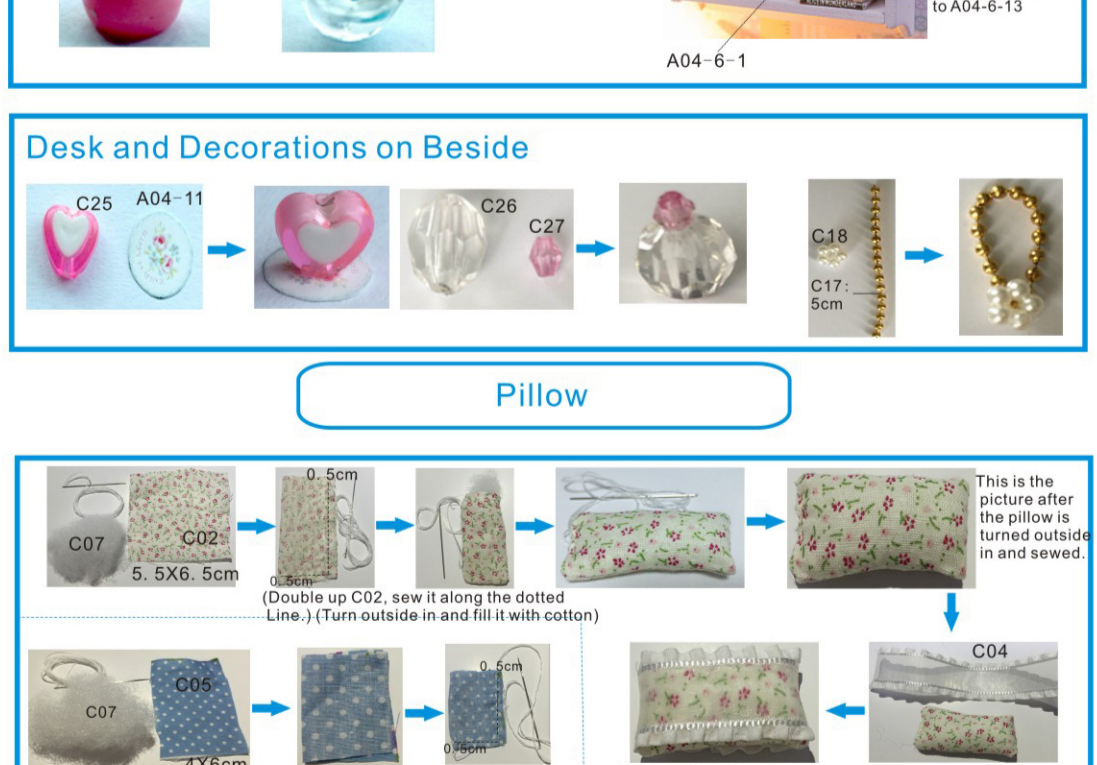 to A04-6-13
A04-6-1
Desk and Decorations on Beside
C25
A04-11
C26
C27
C18
C17:
5cm
Pillow
C07
C02
5. 5X6. 5cm
0. 5cm
0. 5cm
(Double up C02, sew it along the dotted
Line.) (Turn outside in and fill it with cotton)
This is the
picture after
the pillow is
turned outside
in and sewed.
C04
C07
C05
4X6cm
0. 5cm
0. 5cm